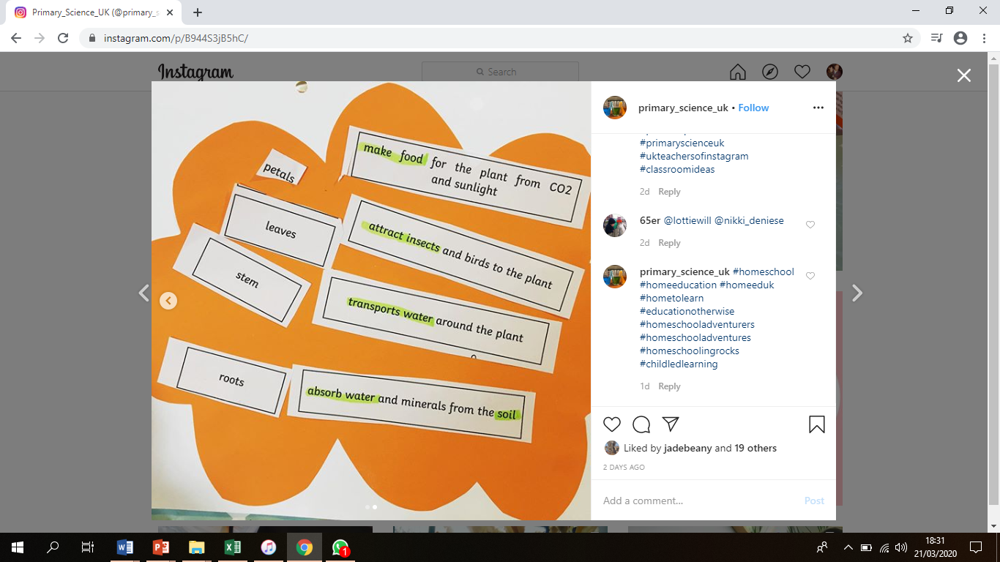 Primary_Science_UK (@primary_s
instagram.com/p/B944S3jB5hC/
Instagram
Search
petals
make food for the plant from CO2
and sunlight
leaves
attract insects and birds to the plant
stem
transports water around the plant
roots
absorb water and minerals from the soil
primary_science_uk • Follow
#primaryscienceuk
#ukteachersofinstagram
#classroomideas
2d Reply
65er @lottiewill @nikki_deniese
2d Reply
primary_science_uk #homeschool
#homeeducation #homeeduk
#hometolearn
#educationotherwise
#homeschooladventurers
#homeschooladventures
#homeschoolingrocks
#childledlearning
1d Reply
Liked by jadebeany and 19 others
2 DAYS AGO
Add a comment... Post
1
18:31
21/03/2020